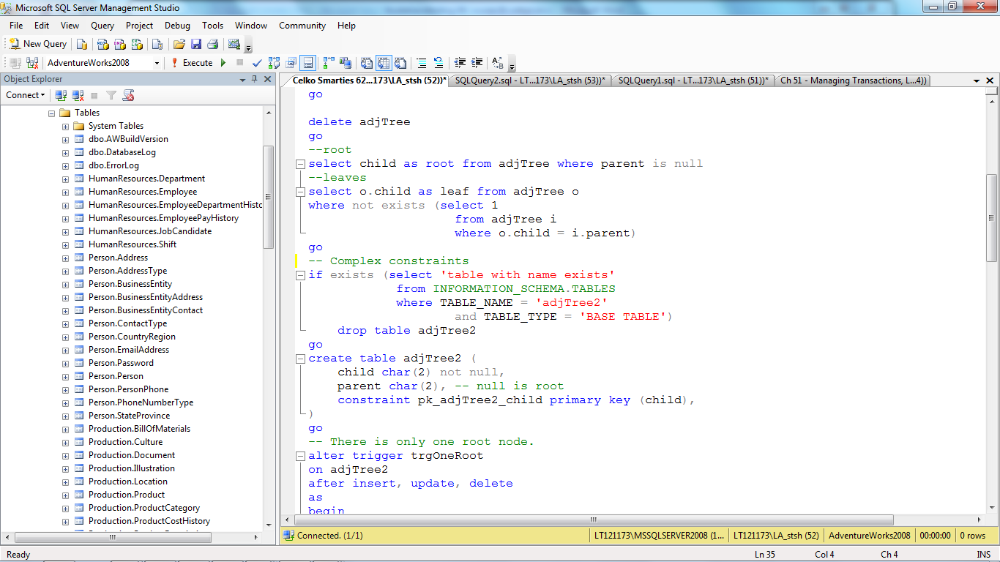 Microsoft SQL Server Management Studio
File Edit View Query Project Debug Tools Window Community Help
New Query
AdventureWorks2008 Execute
Object Explorer
Connect
Tables
System Tables
dbo.AWBuildVersion
dbo.DatabaseLog
dbo.ErrorLog
HumanResources.Department
HumanResources.Employee
HumanResources.EmployeeDepartmentHistc
HumanResources.EmployeePayHistory
HumanResources.JobCandidate
HumanResources.Shift
Person.Address
Person.AddressType
Person.BusinessEntity
Person.BusinessEntityAddress
Person.BusinessEntityContact
Person.ContactType
Person.CountryRegion
Person.EmailAddress
Person.Password
Person.Person
Person.PersonPhone
Person.PhoneNumberType
Person.StateProvince
Production.BillOfMaterials
Production.Culture
Production.Document
Production.Illustration
Production.Location
Production.Product
Production.ProductCategory
Production.ProductCostHistory
Celko Smarties 62...173\LA_stsh (52))* SQLQuery2.sql - LT...173\LA_stsh (53))* SQLQuery1.sql - LT...173\LA_stsh (51))* Ch 51 - Managing Transactions, L...4))
go
delete adjTree
go
--root
select child as root from adjTree where parent is null
--leaves
select o.child as leaf from adjTree o
where not exists (select 1
from adjTree i
where o.child = i.parent)
go
-- Complex constraints
if exists (select 'table with name exists'
from INFORMATION_SCHEMA.TABLES
where TABLE_NAME = 'adjTree2'
and TABLE_TYPE = 'BASE TABLE')
drop table adjTree2
go
create table adjTree2 (
child char(2) not null,
parent char(2), -- null is root
constraint pk_adjTree2_child primary key (child),
)
go
-- There is only one root node.
alter trigger trgOneRoot
on adjTree2
after insert, update, delete
as
begin
Connected. (1/1) LT121173\MSSQLSERVER2008 (1... LT121173\LA_stsh (52) AdventureWorks2008 00:00:00 0 rows
Ready Ln 35 Col 4 Ch 4 INS